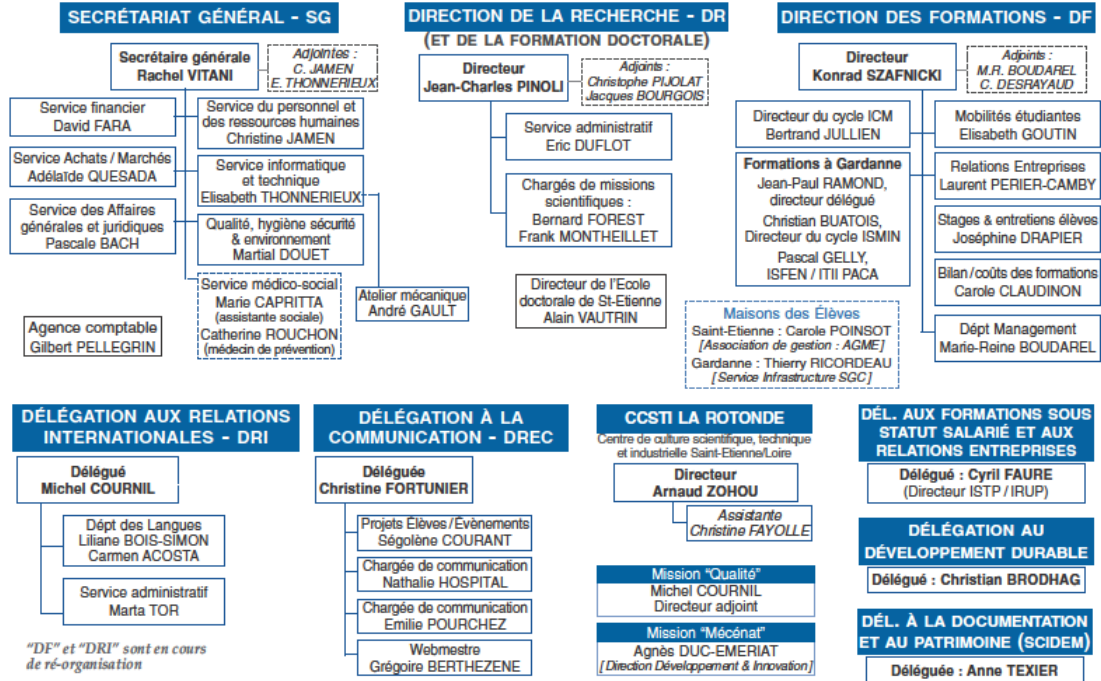 SECRÉTARIAT GÉNÉRAL - SG
Secrétaire générale
Rachel VITANI
Adjointes :
C. JAMEN
E. THONNERIEUX
Service financier
David FARA
Service du personnel et
des ressources humaines
Christine JAMEN
Service Achats / Marchés
Adélaïde QUESADA
Service informatique
et technique
Elisabeth THONNERIEUX
Service des Affaires
générales et juridiques
Pascale BACH
Qualité, hygiène sécurité
& environnement
Martial DOUET
Service médico-social
Marie CAPRITTA
(assistante sociale)
Catherine ROUCHON
(médecin de prévention)
Atelier mécanique
André GAULT
Agence comptable
Gilbert PELLEGRIN
DIRECTION DE LA RECHERCHE - DR
(ET DE LA FORMATION DOCTORALE)
Directeur
Jean-Charles PINOLI
Adjoints :
Christophe PIJOLAT
Jacques BOURGOIS
Service administratif
Eric DUFLOT
Chargés de missions
scientifiques :
Bernard FOREST
Frank MONTHEILLET
Directeur de l'Ecole
doctorale de St-Etienne
Alain VAUTRIN
DIRECTION DES FORMATIONS - DF
Directeur
Konrad SZAFNICKI
Adjoints :
M.R. BOUDAREL
C. DESRAYAUD
Directeur du cycle ICM
Bertrand JULLIEN
Formations à Gardanne
Jean-Paul RAMOND,
directeur délégué
Christian BUATOIS,
Directeur du cycle ISMIN
Pascal GELLY,
ISFEN / ITII PACA
Mobilités étudiantes
Elisabeth GOUTIN
Relations Entreprises
Laurent PERIER-CAMBY
Stages & entretiens élèves
Joséphine DRAPIER
Bilan/coûts des formations
Carole CLAUDINON
Dépt Management
Marie-Reine BOUDAREL
Maisons des Élèves
Saint-Etienne : Carole POINSOT
[Association de gestion : AGME]
Gardanne : Thierry RICORDEAU
[Service Infrastructure SGC]
DÉLÉGATION AUX RELATIONS
INTERNATIONALES - DRI
Délégué
Michel COURNIL
Dépt des Langues
Liliane BOIS-SIMON
Carmen ACOSTA
Service administratif
Marta TOR
"DF" et "DRI" sont en cours
de ré-organisation
DÉLÉGATION À LA
COMMUNICATION - DREC
Déléguée
Christine FORTUNIER
Projets Élèves/Évènements
Ségolène COURANT
Chargée de communication
Nathalie HOSPITAL
Chargée de communication
Emilie POURCHEZ
Webmestre
Grégoire BERTHEZENE
CCSTI LA ROTONDE
Centre de culture scientifique, technique
et industrielle Saint-Etienne/Loire
Directeur
Arnaud ZOHOU
Assistante
Christine FAYOLLE
Mission "Qualité"
Michel COURNIL
Directeur adjoint
Mission "Mécénat"
Agnès DUC-EMERIAT
[Direction Développement & Innovation]
DÉL. AUX FORMATIONS SOUS
STATUT SALARIÉ ET AUX
RELATIONS ENTREPRISES
Délégué : Cyril FAURE
(Directeur ISTP / IRUP)
DÉLÉGATION AU
DÉVELOPPEMENT DURABLE
Délégué : Christian BRODHAG
DÉL. À LA DOCUMENTATION
ET AU PATRIMOINE (SCIDEM)
Déléguée : Anne TEXIER